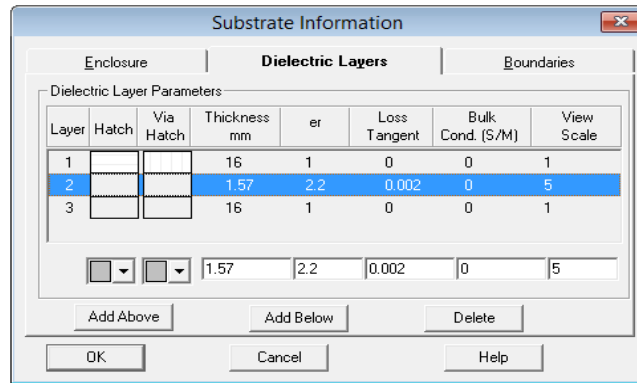 Substrate Information
Enclosure Dielectric Layers Boundaries
Dielectric Layer Parameters
Layer Hatch Via Hatch Thickness mm er Loss Tangent Bulk Cond. (S/M) View Scale
1 16 1 0 0 1
2 1.57 2.2 0.002 0 5
3 16 1 0 0 1
1.57 2.2 0.002 0 5
Add Above Add Below Delete
OK Cancel Help